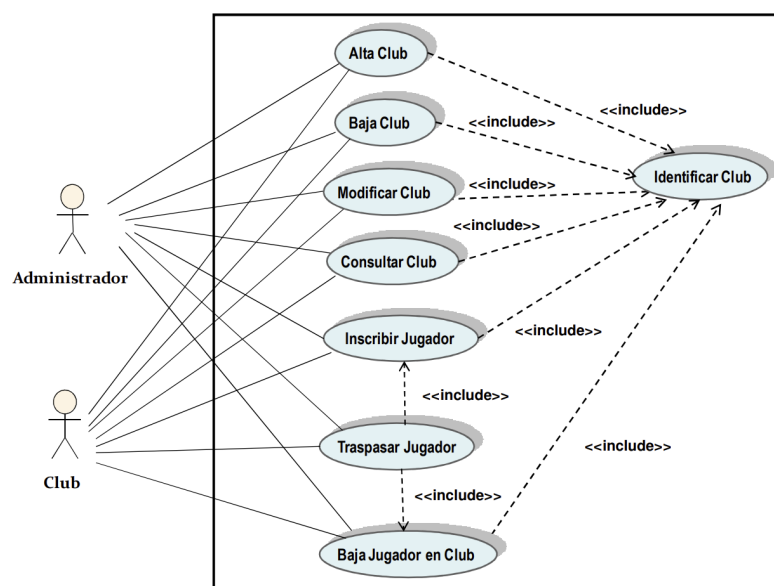 Alta Club
<<include>>
Baja Club
<<include>>
Identificar Club
Modificar Club
<<include>>
<<include>>
Administrador
Consultar Club
Inscribir Jugador
<<include>>
<<include>>
Club
Traspasar Jugador
<<include>>
<<include>>
Baja Jugador en Club